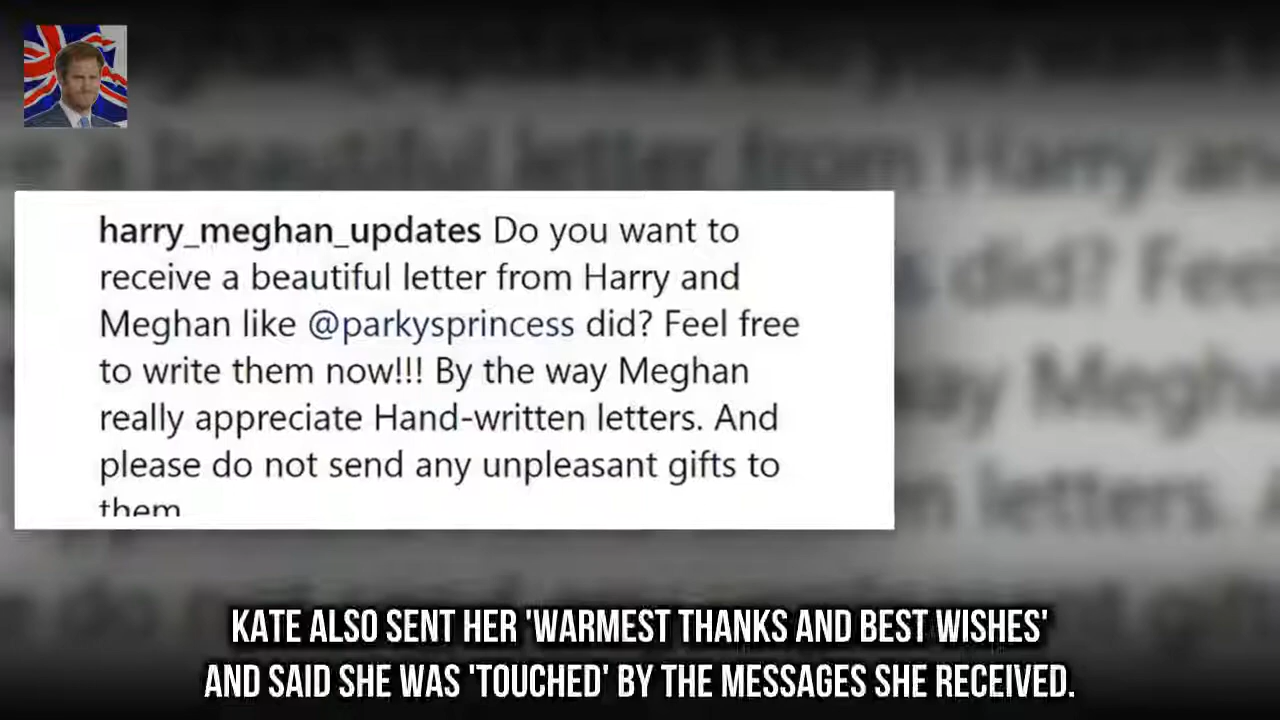 harry_meghan_updates Do you want to
receive a beautiful letter from Harry and
Meghan like @parkysprincess did? Feel free
to write them now!!! By the way Meghan
really appreciate Hand-written letters. And
please do not send any unpleasant gifts to
them
KATE ALSO SENT HER 'WARMEST THANKS AND BEST WISHES'
AND SAID SHE WAS 'TOUCHED' BY THE MESSAGES SHE RECEIVED.